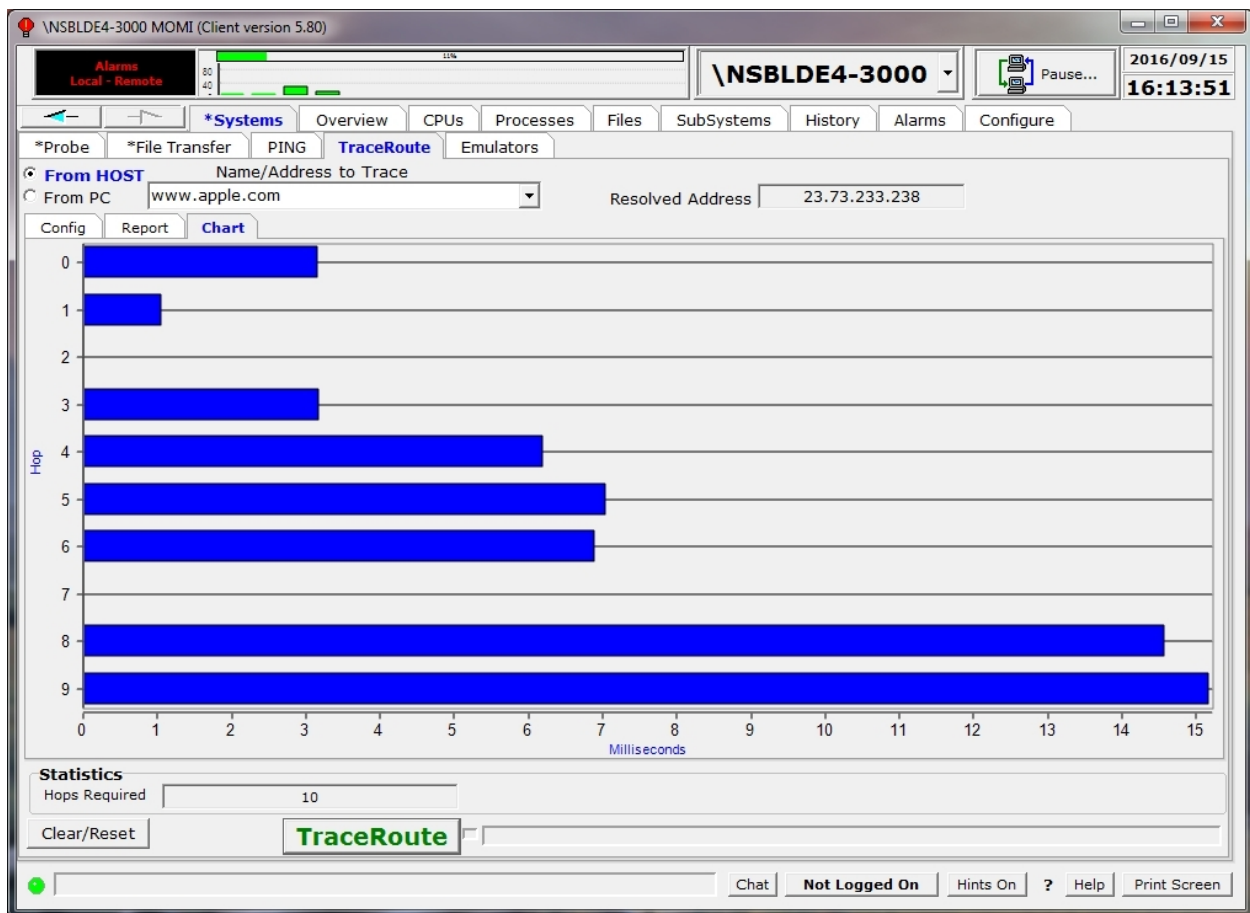 \NSBLDE4-3000 MOMI (Client version 5.80)
Alarms
Local - Remote
80
40
11%
\NSBLDE4-3000
Pause...
2016/09/15
16:13:51
*Systems Overview CPUs Processes Files SubSystems History Alarms Configure
*Probe *File Transfer PING TraceRoute Emulators
From HOST Name/Address to Trace
From PC www.apple.com Resolved Address 23.73.233.238
Config Report Chart
0
1
2
3
4
5
6
7
8
9
Hop
0 1 2 3 4 5 6 7 8 9 10 11 12 13 14 15
Milliseconds
Statistics
Hops Required 10
Clear/Reset TraceRoute
Chat Not Logged On Hints On ? Help Print Screen